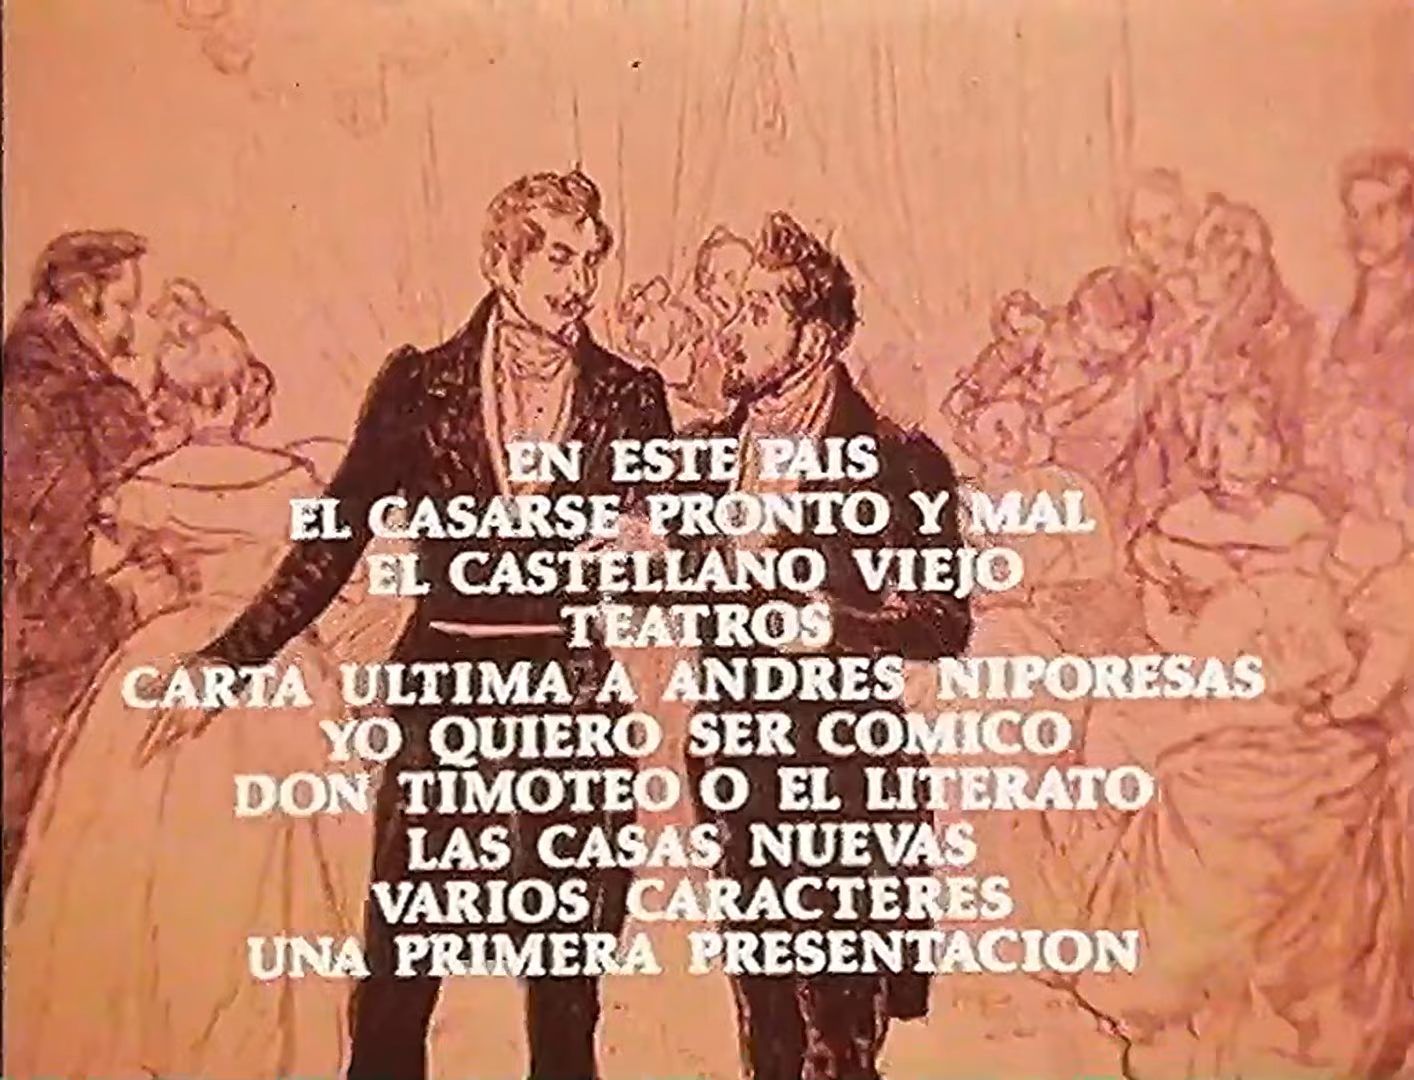 EN ESTE PAIS
EL CASARSE PRONTO Y MAL
EL CASTELLANO VIEJO
TEATROS
CARTA ULTIMA A ANDRES NIPORESAS
YO QUIERO SER COMICO
DON TIMOTEO O EL LITERATO
LAS CASAS NUEVAS
VARIOS CARACTERES
UNA PRIMERA PRESENTACION